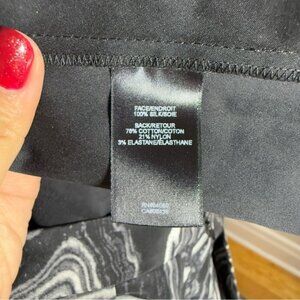 FACE/ENDROIT
100% SILK/SOIE
BACK/RETOUR
76% COTTON/COTON
21% NYLON
3% ELASTANE/ELASTHANE